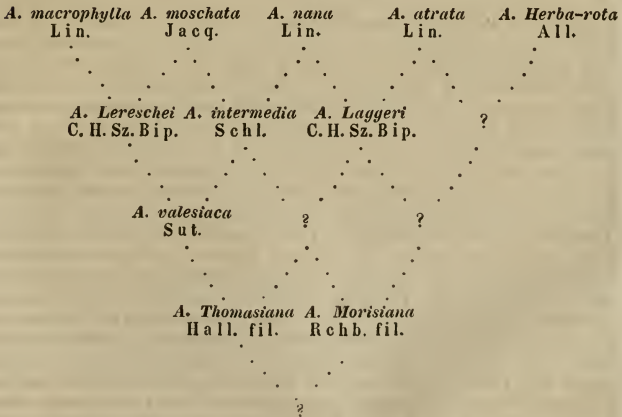 A. macrophylla A. moschata A. nana A. atrata A. Herba-rota
Lin. Jacq. Lin. Lin. All.
A. Lereschei A. intermedia A. Laggeri ?
C. H. Sz. Bip. Schl. C. H. Sz. Bip.
A. valesiaca ? ?
Sut.
A. Thomasiana A. Morisiana
Hall. fil. Rchb. fil.
?